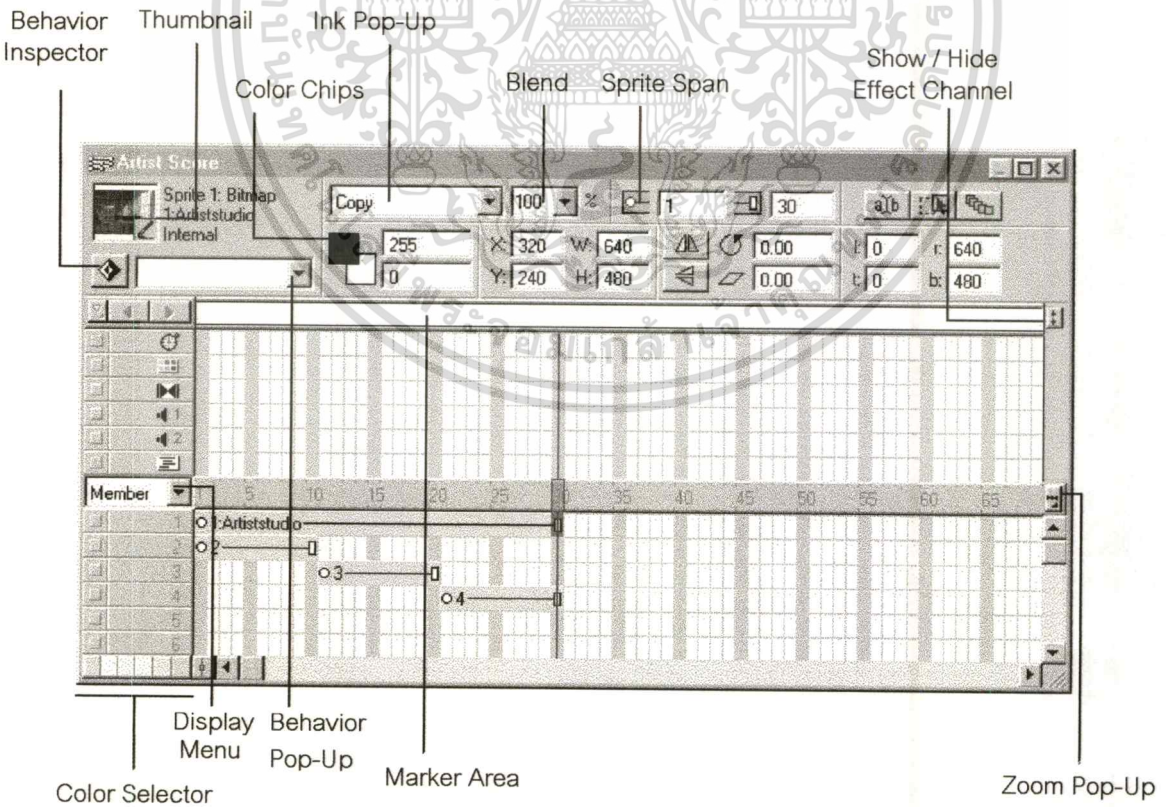 Behavior
Inspector
Thumbnail
Ink Pop-Up
Color Chips
Blend
Sprite Span
Show / Hide
Effect Channel
Artist Score
Sprite 1: Bitmap
1:Artiststudio
Internal
Copy
100 %
1
30
255
0
X: 320 W: 640
Y: 240 H: 480
0.00
0.00
l: 0 r: 640
t: 0 b: 480
1
2
Member
1 5 10 15 20 25 30 35 40 45 50 55 60 65
1 1:Artiststudio
2 2
3 3
4 4
5
6
Display
Menu
Behavior
Pop-Up
Marker Area
Color Selector
Zoom Pop-Up